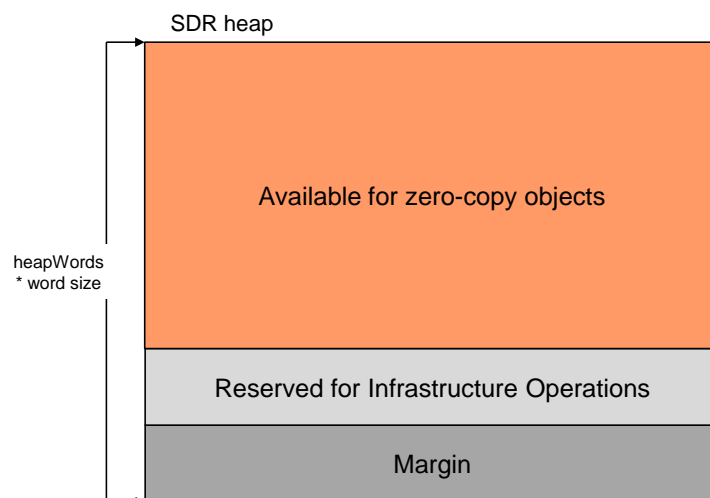 SDR heap
Available for zero-copy objects
heapWords
* word size
Reserved for Infrastructure Operations
Margin